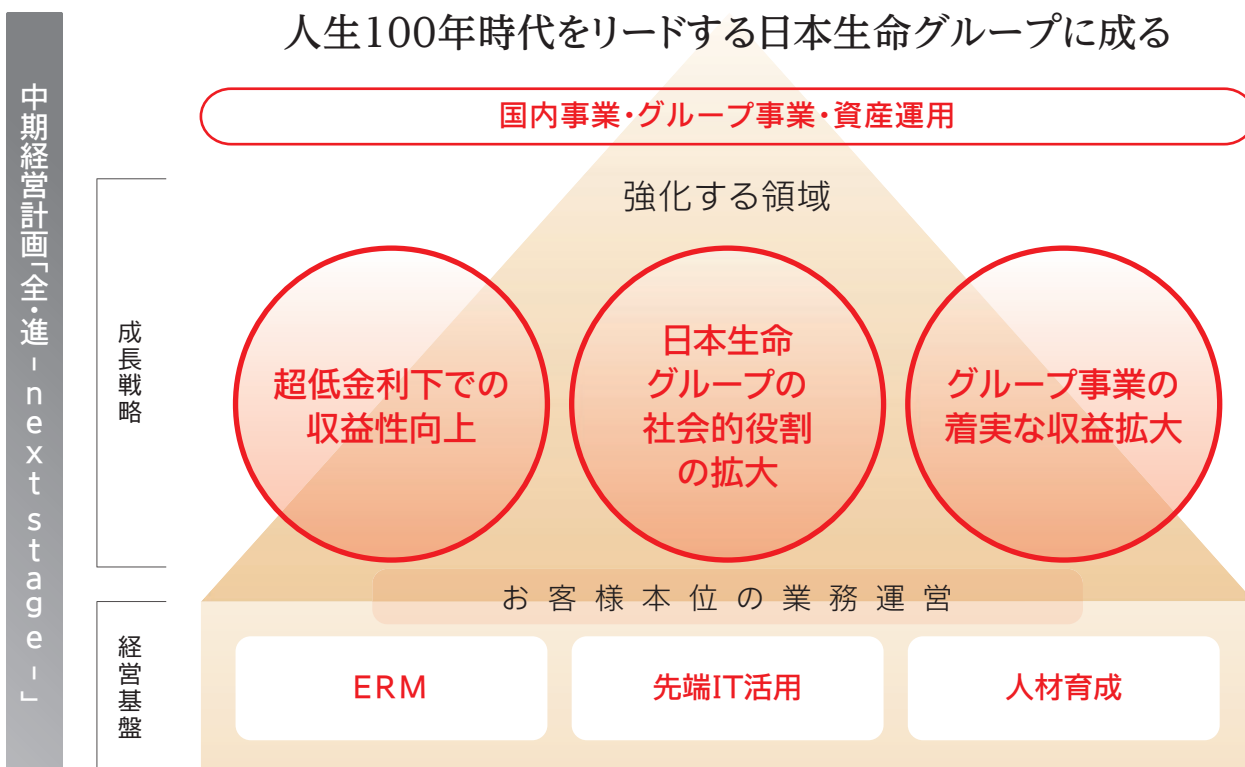 人生100年時代をリードする日本生命グループに成る
中期経営計画「全・進 - next stage -」
国内事業・グループ事業・資産運用
強化する領域
成長戦略
超低金利下での
収益性向上
日本生命
グループの
社会的役割
の拡大
グループ事業の
着実な収益拡大
お客様本位の業務運営
経営基盤
ERM
先端IT活用
人材育成